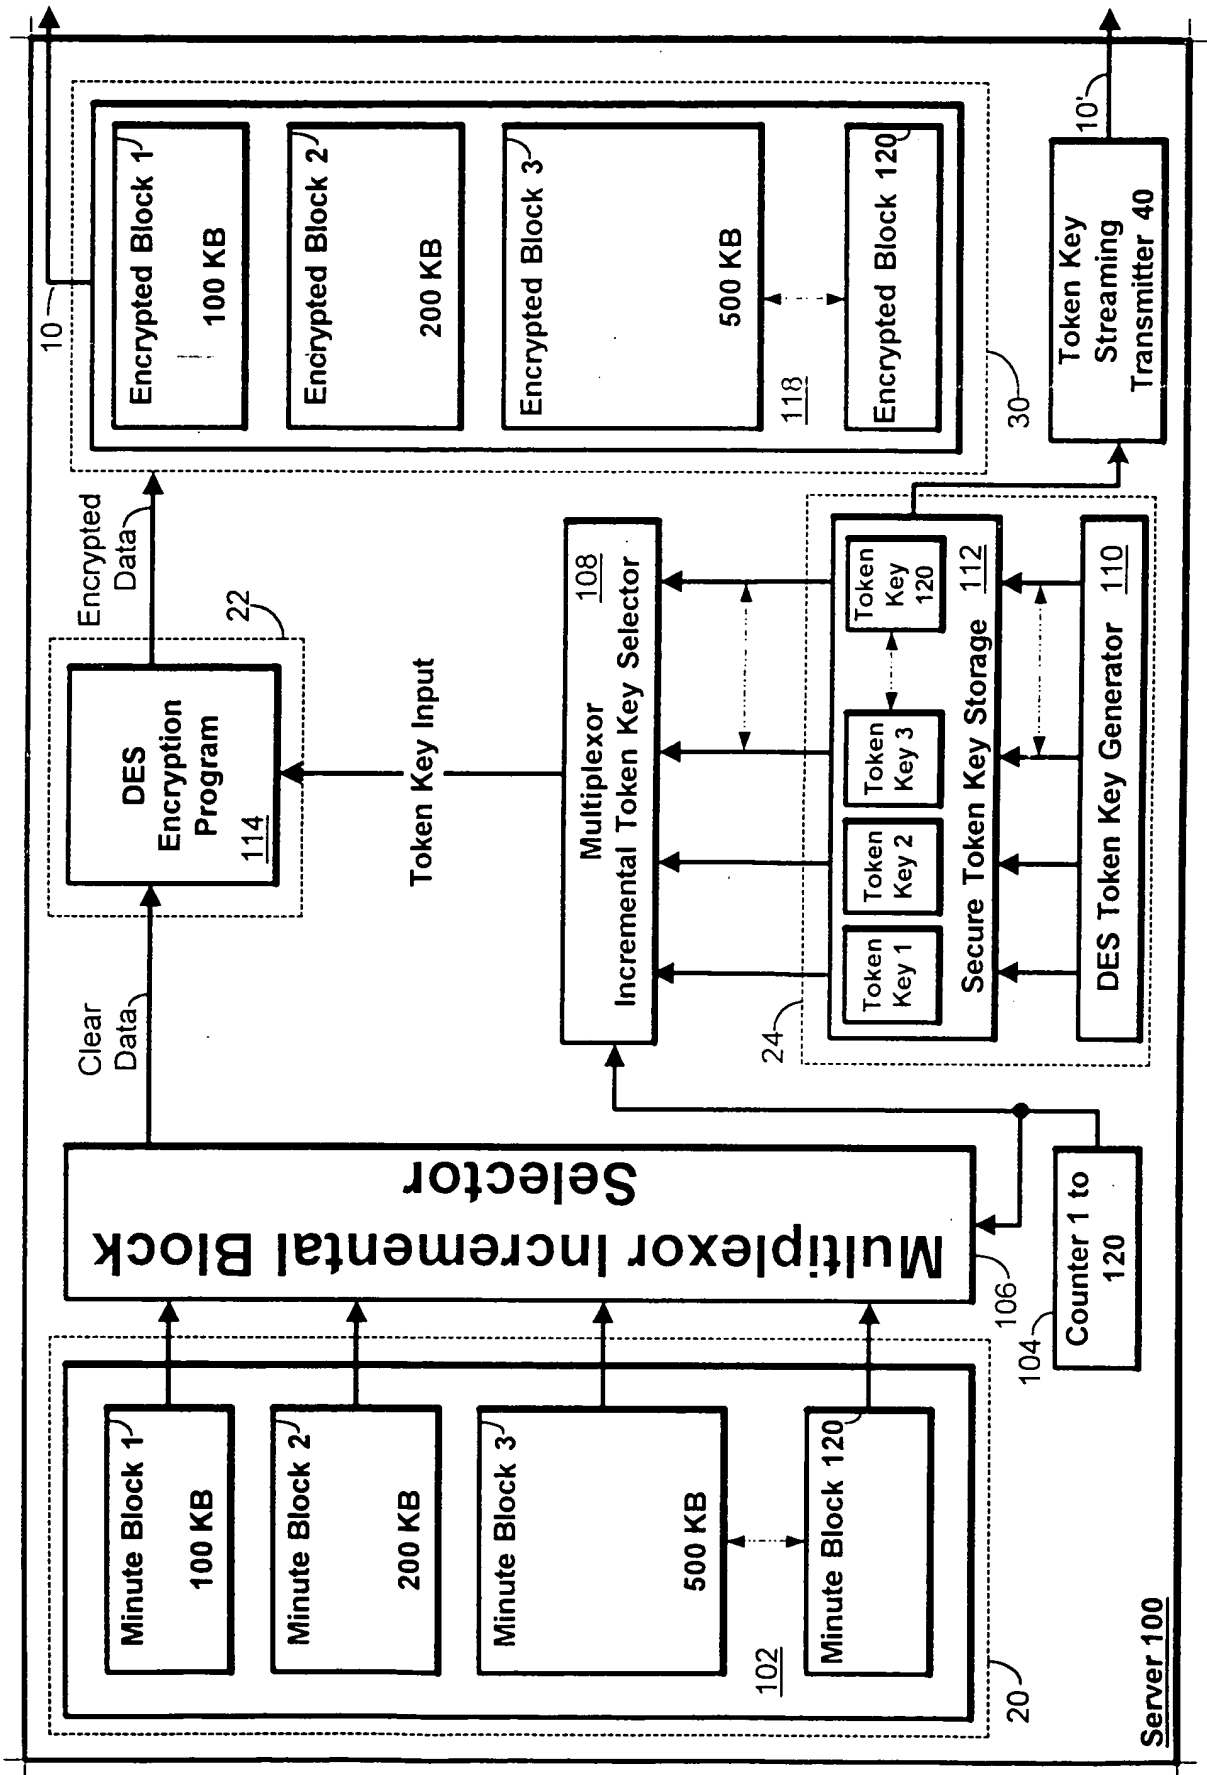 Minute Block 1
100 KB
Minute Block 2
200 KB
Minute Block 3
500 KB
102
Minute Block 120
20
Server 100
Multiplexor Incremental Block
Selector
106
104
Counter 1 to
120
Clear
Data
DES
Encryption
Program
114
22
Encrypted
Data
Token Key Input
Multiplexor
108
Incremental Token Key Selector
24
Token
Key 1
Token
Key 2
Token
Key 3
Token
Key
120
Secure Token Key Storage
112
DES Token Key Generator
110
10
Encrypted Block 1
100 KB
Encrypted Block 2
200 KB
Encrypted Block 3
500 KB
118
Encrypted Block 120
30
Token Key
Streaming
Transmitter 40
10'